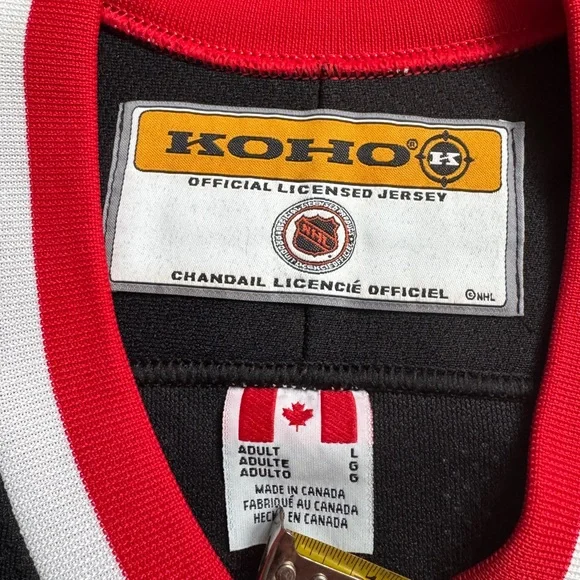 KOHO® K
OFFICIAL LICENSED JERSEY
NHL
CHANDAIL LICENCIÉ OFFICIEL ©NHL
ADULT L
ADULTE G
ADULTO G
MADE IN CANADA
FABRIQUÉ AU CANADA
HECHO EN CANADA